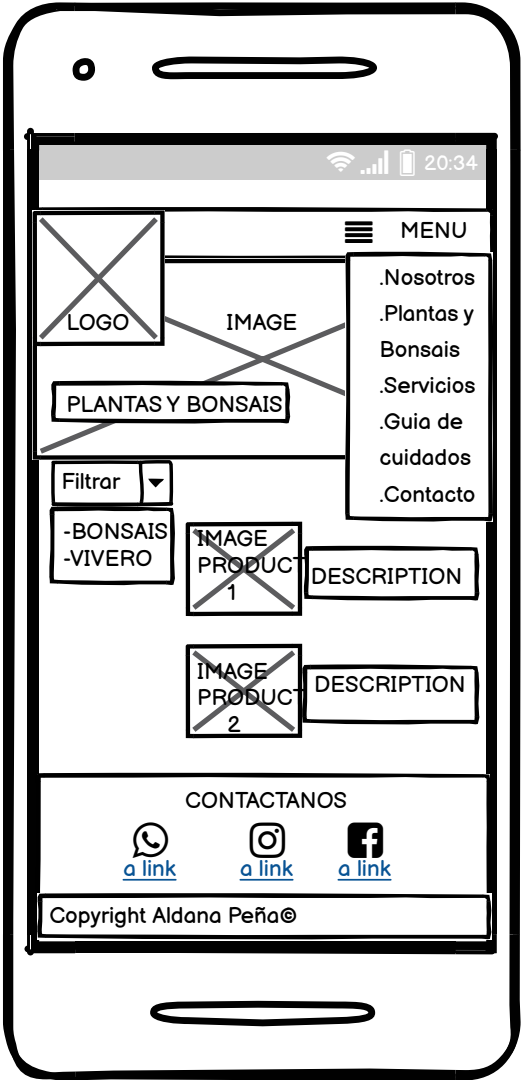 20:34
MENU
.Nosotros
.Plantas y
Bonsais
.Servicios
.Guia de
cuidados
.Contacto
LOGO
IMAGE
PLANTAS Y BONSAIS
Filtrar
-BONSAIS
-VIVERO
IMAGE
PRODUCT
1
DESCRIPTION
IMAGE
PRODUCT
2
DESCRIPTION
CONTACTANOS
a link a link a link
Copyright Aldana Peña©